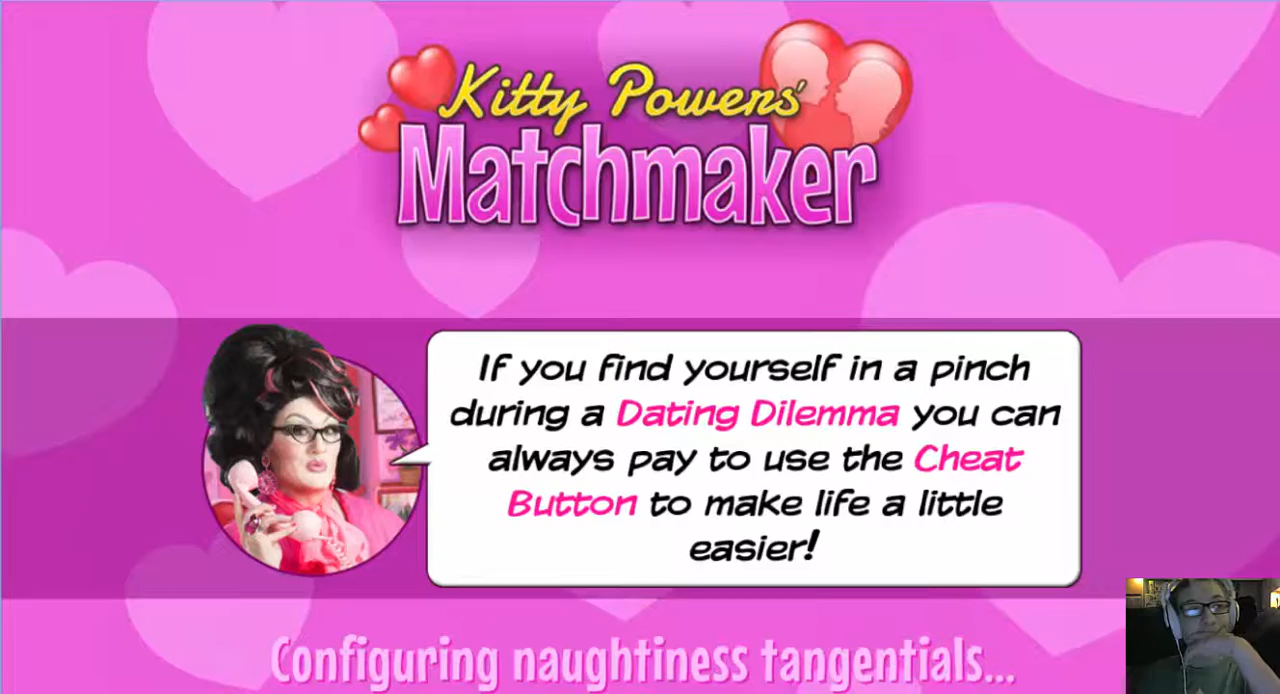 Kitty Powers'
Matchmaker
If you find yourself in a pinch
during a Dating Dilemma you can
always pay to use the Cheat
Button to make life a little
easier!
Configuring naughtiness tangentials...